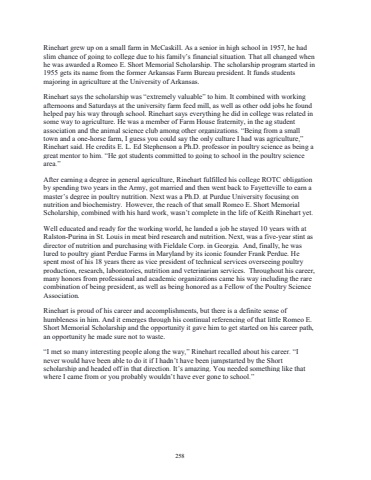 Rinehart grew up on a small farm in McCaskill. As a senior in high school in 1957, he had
slim chance of going to college due to his family's financial situation. That all changed when
he was awarded a Romeo E. Short Memorial Scholarship. The scholarship program started in
1955 gets its name from the former Arkansas Farm Bureau president. It funds students
majoring in agriculture at the University of Arkansas.
Rinehart says the scholarship was "extremely valuable" to him. It combined with working
afternoons and Saturdays at the university farm feed mill, as well as other odd jobs he found
helped pay his way through school. Rinehart says everything he did in college was related in
some way to agriculture. He was a member of Farm House fraternity, in the ag student
association and the animal science club among other organizations. "Being from a small
town and a one-horse farm, I guess you could say the only culture I had was agriculture,"
Rinehart said. He credits E. L. Ed Stephenson a Ph.D. professor in poultry science as being a
great mentor to him. "He got students committed to going to school in the poultry science
area."
After earning a degree in general agriculture, Rinehart fulfilled his college ROTC obligation
by spending two years in the Army, got married and then went back to Fayetteville to earn a
master's degree in poultry nutrition. Next was a Ph.D. at Purdue University focusing on
nutrition and biochemistry. However, the reach of that small Romeo E. Short Memorial
Scholarship, combined with his hard work, wasn't complete in the life of Keith Rinehart yet.
Well educated and ready for the working world, he landed a job he stayed 10 years with at
Ralston-Purina in St. Louis in meat bird research and nutrition. Next, was a five-year stint as
director of nutrition and purchasing with Fieldale Corp. in Georgia. And, finally, he was
lured to poultry giant Perdue Farms in Maryland by its iconic founder Frank Perdue. He
spent most of his 18 years there as vice president of technical services overseeing poultry
production, research, laboratories, nutrition and veterinarian services. Throughout his career,
many honors from professional and academic organizations came his way including the rare
combination of being president, as well as being honored as a Fellow of the Poultry Science
Association.
Rinehart is proud of his career and accomplishments, but there is a definite sense of
humbleness in him. And it emerges through his continual referencing of that little Romeo E.
Short Memorial Scholarship and the opportunity it gave him to get started on his career path,
an opportunity he made sure not to waste.
"I met so many interesting people along the way," Rinehart recalled about his career. "I
never would have been able to do it if I hadn't have been jumpstarted by the Short
scholarship and headed off in that direction. It's amazing. You needed something like that
where I came from or you probably wouldn't have ever gone to school."
258